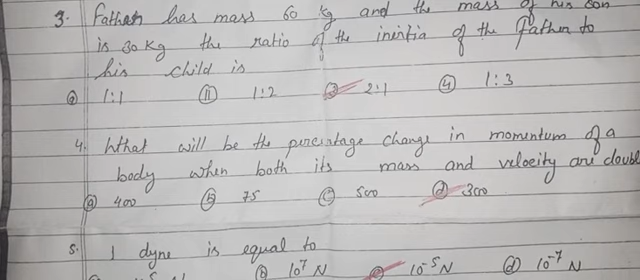 3. Father has mass 60 kg and the mass of his son
is 30 Kg the ratio of the inertia of the father to
his child is
(a) 1:1 (ii) 1:2 (3) 2:1 (4) 1:3
4. What will be the percentage change in momentum of a
body when both its mass and velocity are doubl
(a) 400 (b) 75 (c) 500 (d) 300
5. 1 dyne is equal to
(b) 10⁷ N 10⁻⁵ N (d) 10⁻⁷ N